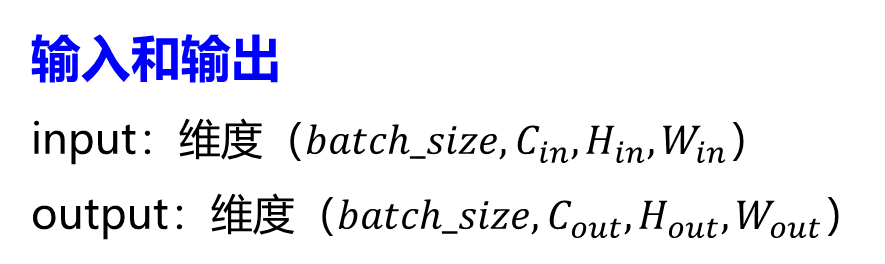 输入和输出
input：维度（batch_size, C_in, H_in, W_in）
output：维度（batch_size, C_out, H_out, W_out）